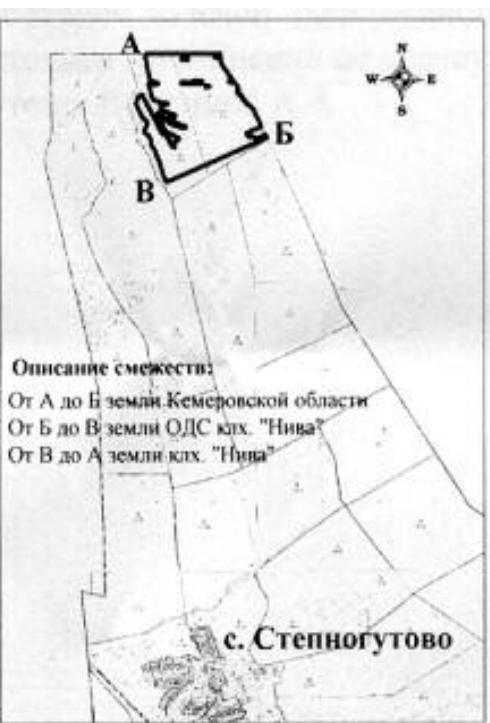 А
N
W E
S
Б
В
Описание смежеств:
От А до Б земли Кемеровской области
От Б до В земли ОДС клх. "Нива"
От В до А земли клх. "Нива"
с. Степногутово